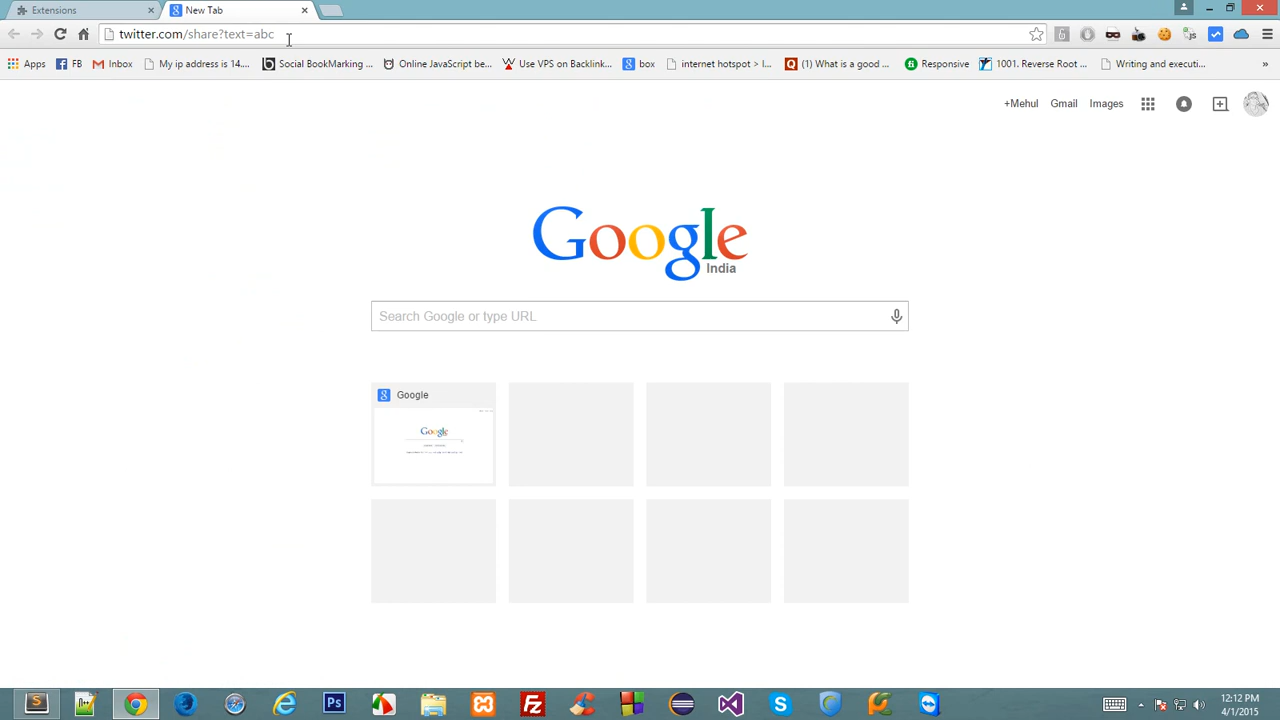 Extensions
New Tab
twitter.com/share?text=abc
Apps FB Inbox My ip address is 14.... Social BookMarking ... Online JavaScript be... Use VPS on Backlink... box internet hotspot > I... (1) What is a good ... Responsive 1001. Reverse Root ... Writing and executi... »
+Mehul Gmail Images
Google
India
Search Google or type URL
Google
12:12 PM
4/1/2015